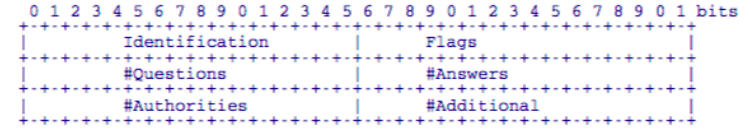 0 1 2 3 4 5 6 7 8 9 0 1 2 3 4 5 6 7 8 9 0 1 2 3 4 5 6 7 8 9 0 1 bits
+-+-+-+-+-+-+-+-+-+-+-+-+-+-+-+-+-+-+-+-+-+-+-+-+-+-+-+-+-+-+-+-+
| Identification | Flags |
+-+-+-+-+-+-+-+-+-+-+-+-+-+-+-+-+-+-+-+-+-+-+-+-+-+-+-+-+-+-+-+-+
| #Questions | #Answers |
+-+-+-+-+-+-+-+-+-+-+-+-+-+-+-+-+-+-+-+-+-+-+-+-+-+-+-+-+-+-+-+-+
| #Authorities | #Additional |
+-+-+-+-+-+-+-+-+-+-+-+-+-+-+-+-+-+-+-+-+-+-+-+-+-+-+-+-+-+-+-+-+